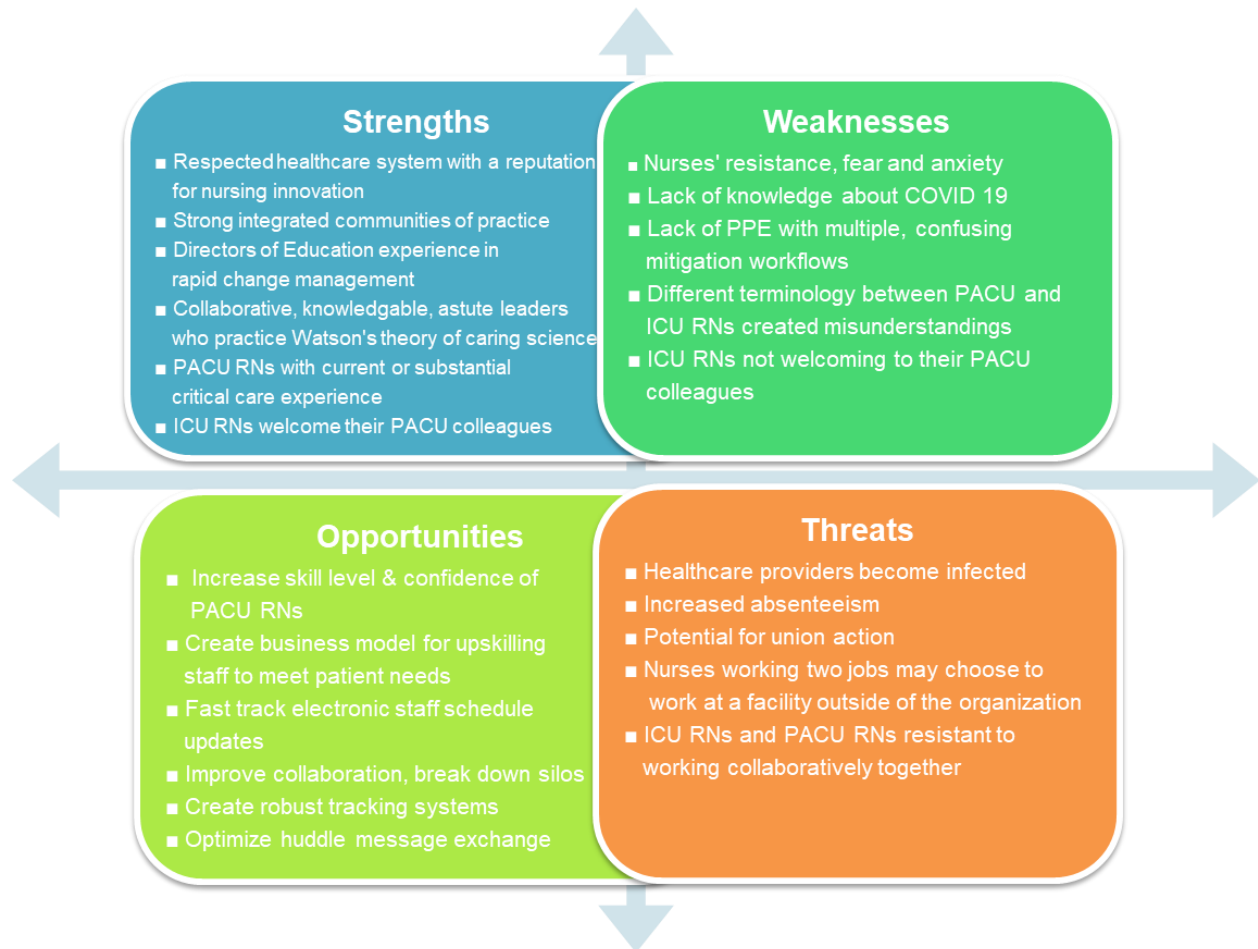 Strengths
■ Respected healthcare system with a reputation
for nursing innovation
■ Strong integrated communities of practice
■ Directors of Education experience in
rapid change management
■ Collaborative, knowledgable, astute leaders
who practice Watson's theory of caring science
■ PACU RNs with current or substantial
critical care experience
■ ICU RNs welcome their PACU colleagues
Weaknesses
■ Nurses' resistance, fear and anxiety
■ Lack of knowledge about COVID 19
■ Lack of PPE with multiple, confusing
mitigation workflows
■ Different terminology between PACU and
ICU RNs created misunderstandings
■ ICU RNs not welcoming to their PACU
colleagues
Opportunities
■ Increase skill level & confidence of
PACU RNs
■ Create business model for upskilling
staff to meet patient needs
■ Fast track electronic staff schedule
updates
■ Improve collaboration, break down silos
■ Create robust tracking systems
■ Optimize huddle message exchange
Threats
■ Healthcare providers become infected
■ Increased absenteeism
■ Potential for union action
■ Nurses working two jobs may choose to
work at a facility outside of the organization
■ ICU RNs and PACU RNs resistant to
working collaboratively together